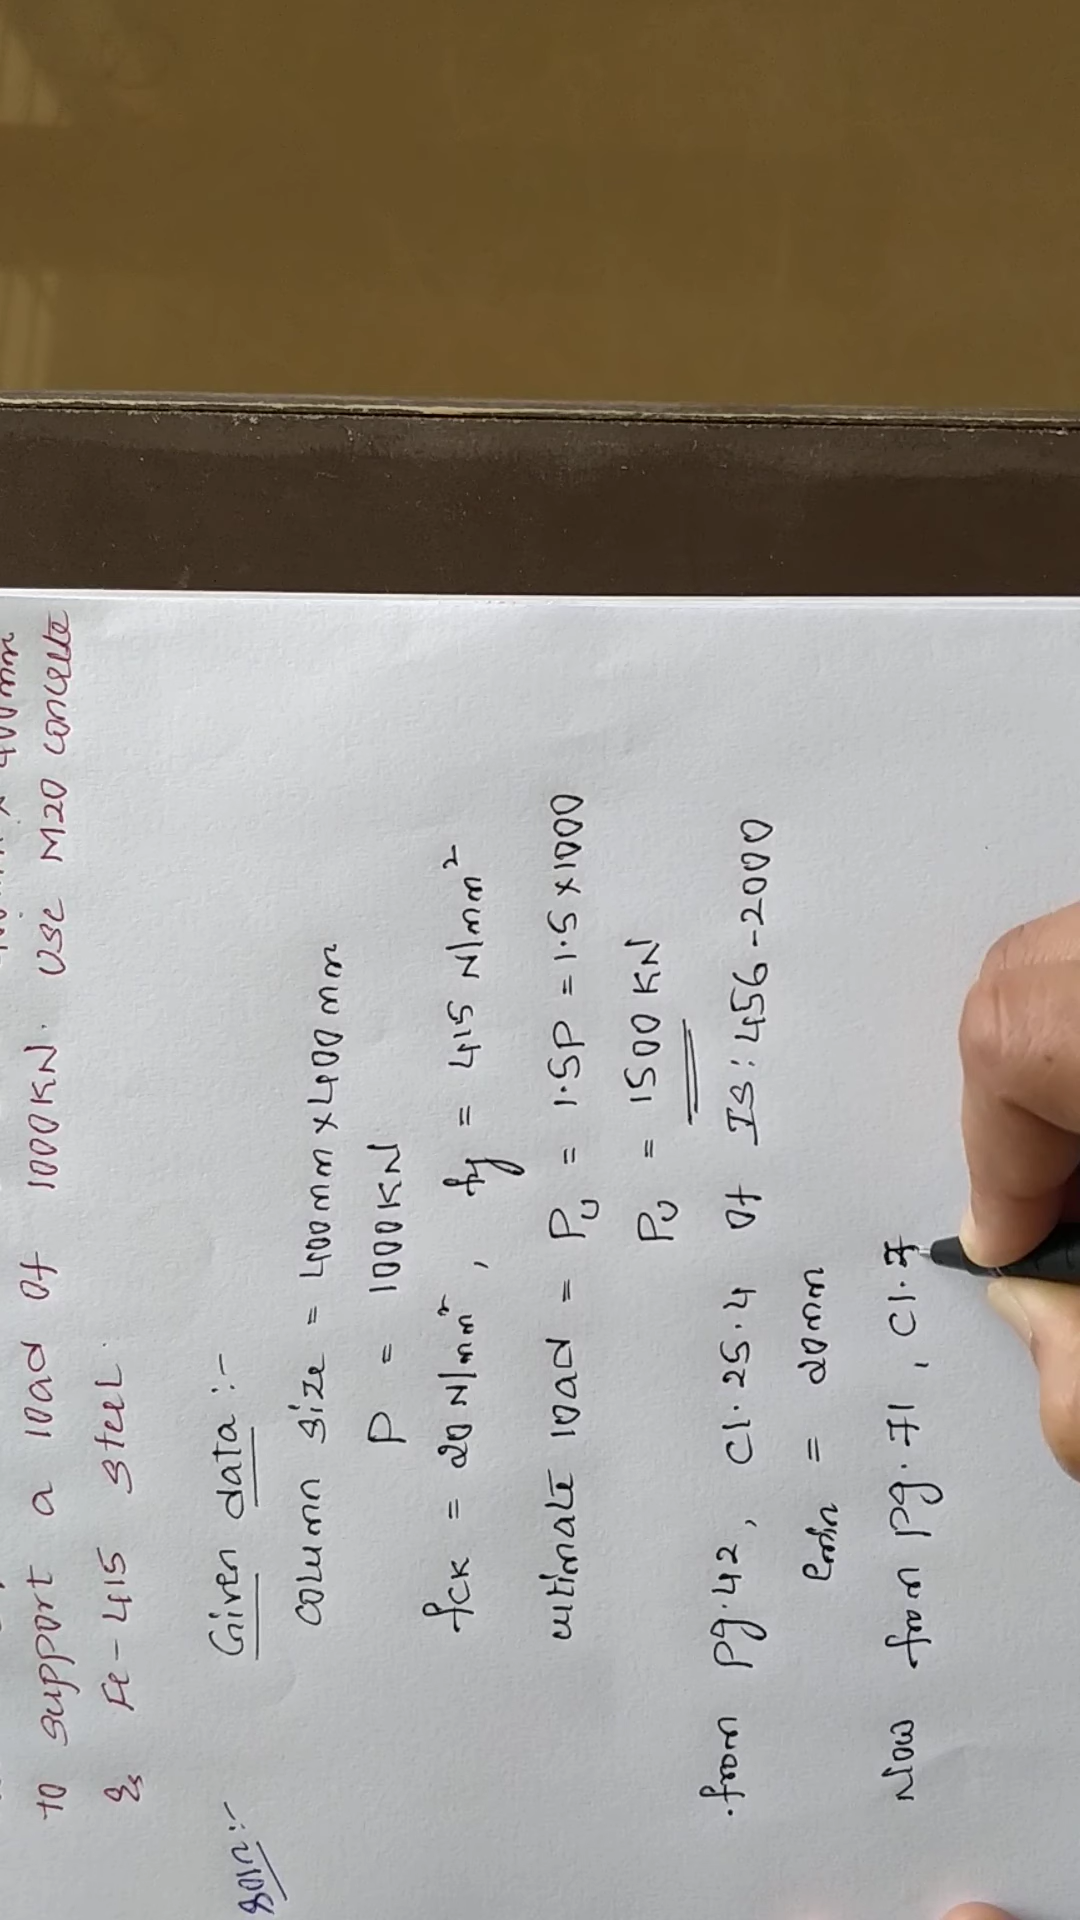 400mm
to support a load of 1000KN. Use M20 concrete
& Fe-415 steel.
Soln:-
Given data:-
column size = 400mm x 400mm
P = 1000KN
fck = 20 N/mm², fy = 415 N/mm²
ultimate load = Pu = 1.5P = 1.5 x 1000
Pu = 1500 KN
from Pg.42, Cl.25.4 of IS:456-2000
emin = 20mm
Now from Pg.71, Cl.